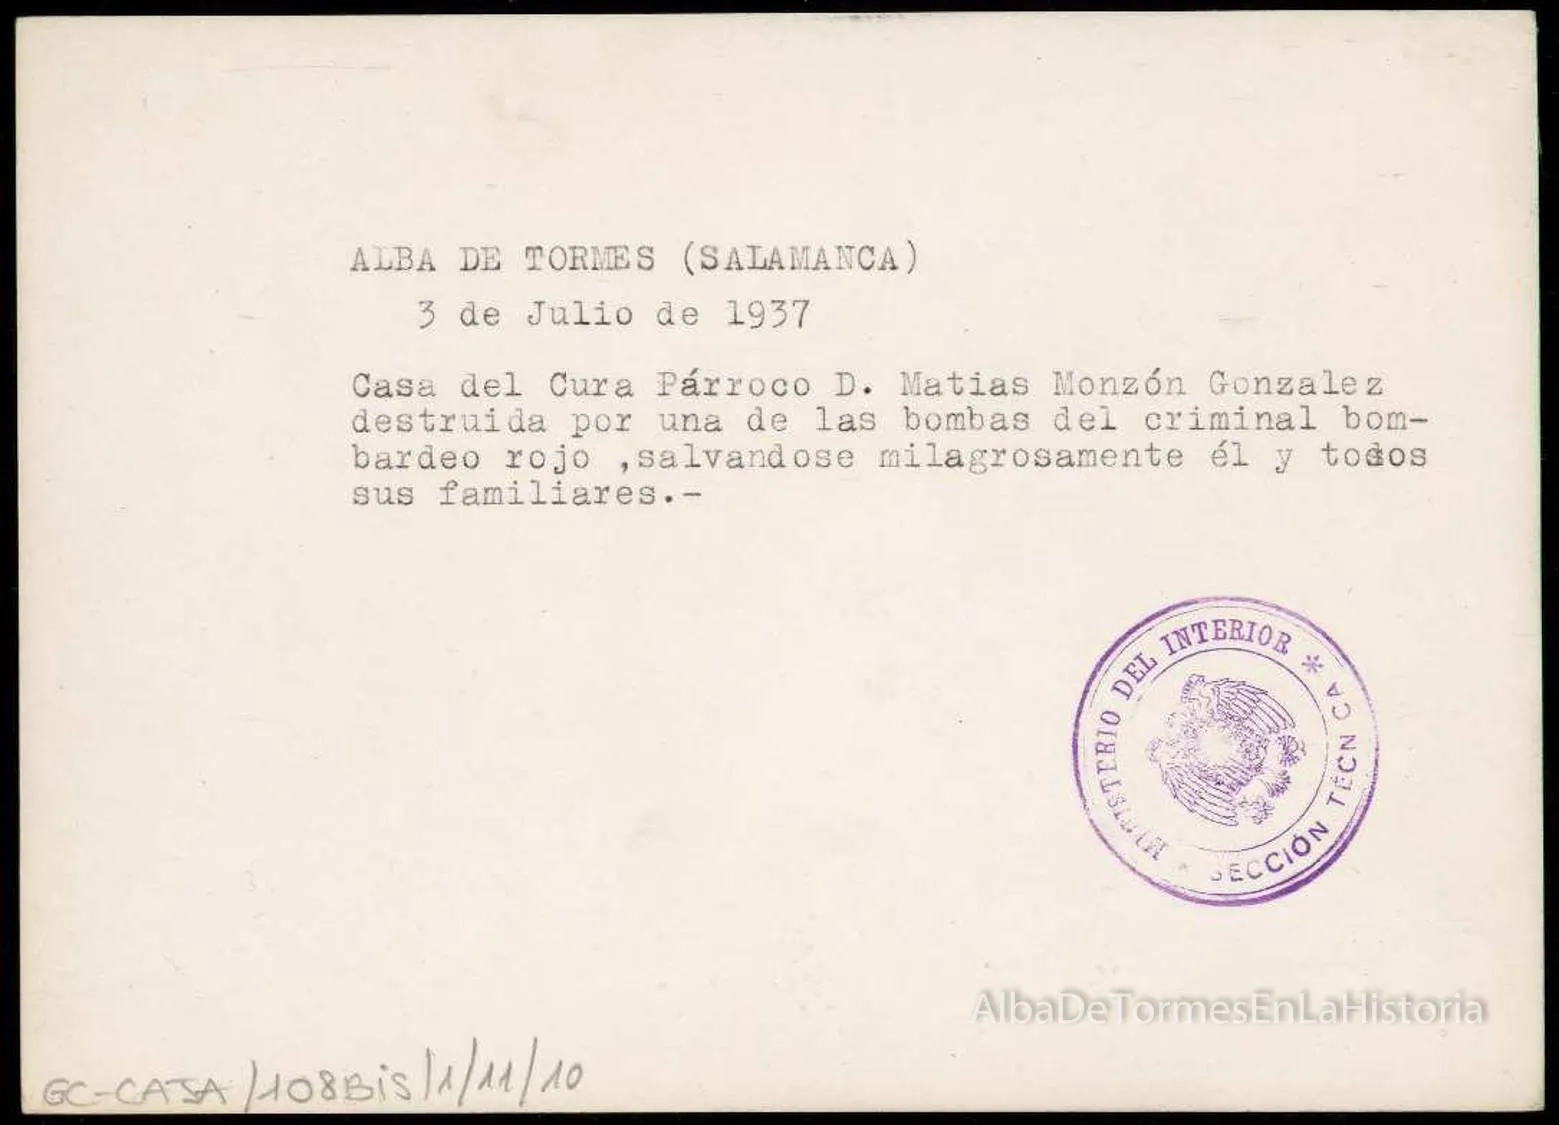 ALBA DE TORMES (SALAMANCA)
3 de Julio de 1937
Casa del Cura Párroco D. Matias Monzón Gonzalez
destruida por una de las bombas del criminal bom-
bardeo rojo ,salvandose milagrosamente él y todos
sus familiares.-
MINISTERIO DEL INTERIOR *
SECCIÓN TÉCNICA
AlbaDeTormesEnLaHistoria
GC-CAJA/108BIS/1/11/10